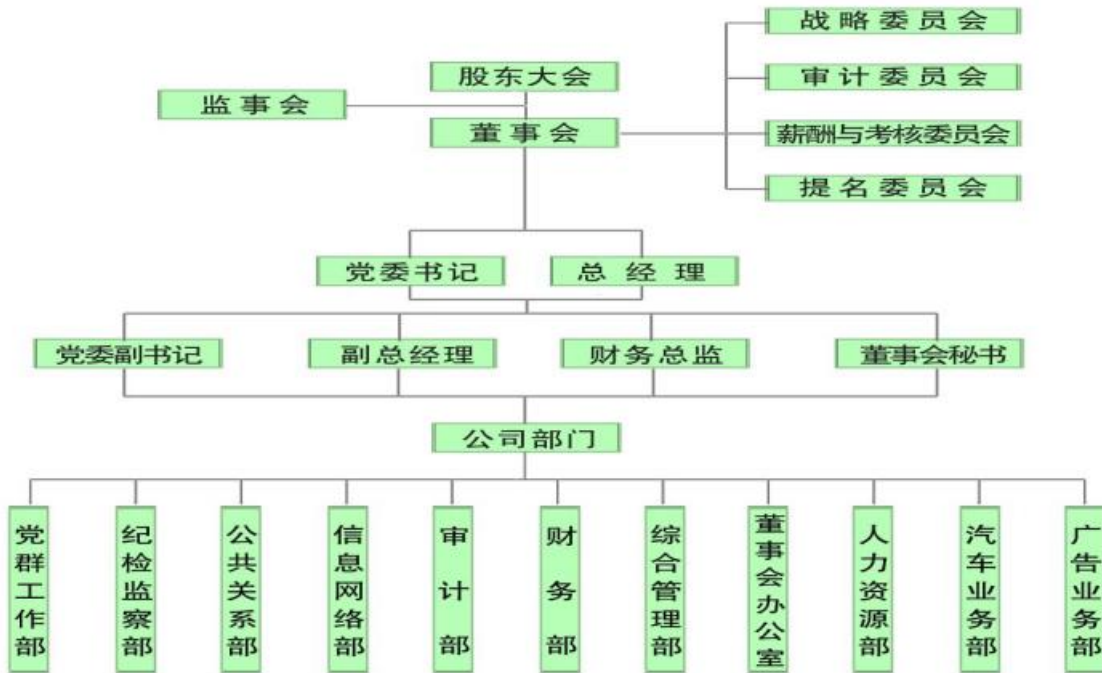 战略委员会
股东大会
审计委员会
监事会
董事会
薪酬与考核委员会
提名委员会
党委书记
总经理
党委副书记
副总经理
财务总监
董事会秘书
公司部门
党群工作部
纪检监察部
公共关系部
信息网络部
审计部
财务部
综合管理部
董事会办公室
人力资源部
汽车业务部
广告业务部